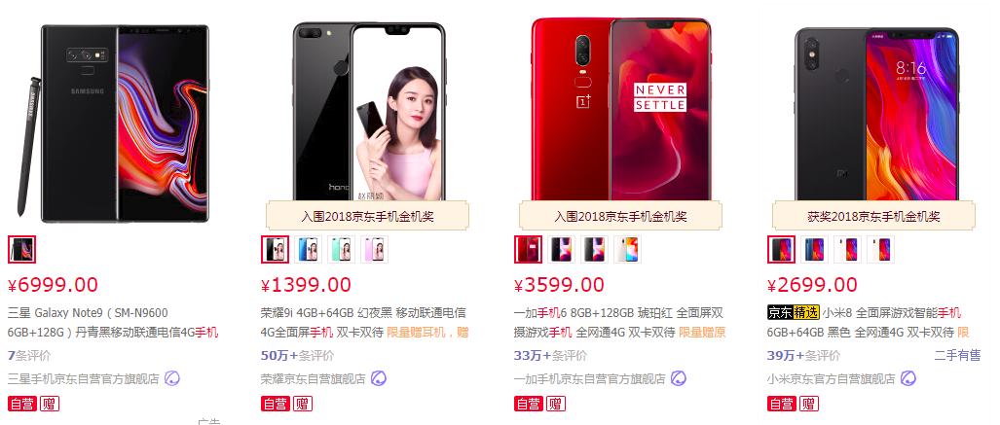 SAMSUNG
honor
赵丽颖
入围2018京东手机金机奖
1+
NEVER
SETTLE
入围2018京东手机金机奖
8:16
获奖2018京东手机金机奖
¥6999.00
三星 Galaxy Note9（SM-N9600
6GB+128G）丹青黑移动联通电信4G手机
7条评价
三星手机京东自营官方旗舰店
自营 赠
广告
¥1399.00
荣耀9i 4GB+64GB 幻夜黑 移动联通电信
4G全面屏手机 双卡双待 限量赠耳机，赠
50万+条评价
荣耀京东自营旗舰店
自营 赠
¥3599.00
一加手机6 8GB+128GB 琥珀红 全面屏双
摄游戏手机 全网通4G 双卡双待 限量赠原
33万+条评价
一加手机京东自营官方旗舰店
自营 赠
¥2699.00
京东精选 小米8 全面屏游戏智能手机
6GB+64GB 黑色 全网通4G 双卡双待 限
39万+条评价 二手有售
小米京东自营官方旗舰店
自营 赠